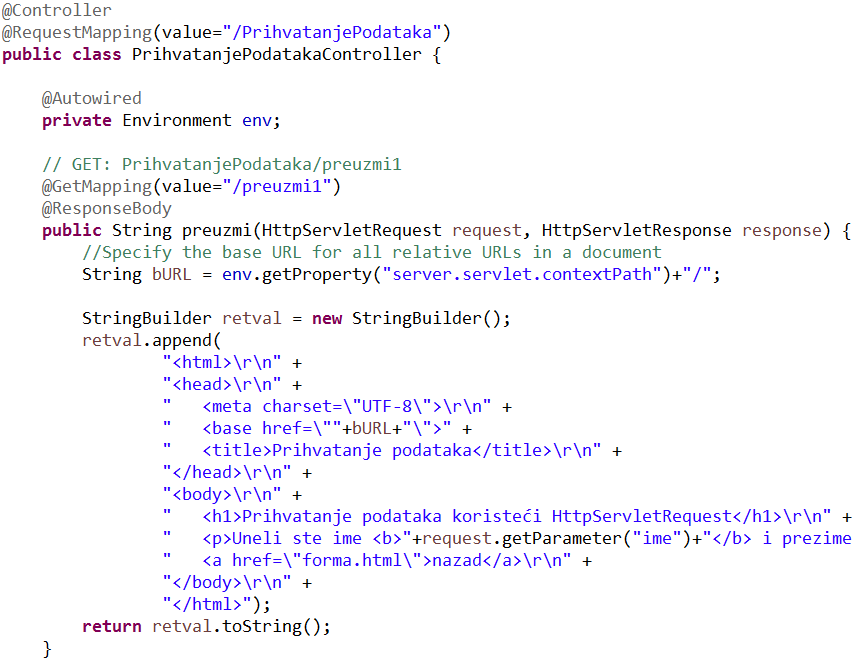 @Controller
@RequestMapping(value="/PrihvatanjePodataka")
public class PrihvatanjePodatakaController {
@Autowired
private Environment env;
// GET: PrihvatanjePodataka/preuzmi1
@GetMapping(value="/preuzmi1")
@ResponseBody
public String preuzmi(HttpServletRequest request, HttpServletResponse response) {
//Specify the base URL for all relative URLs in a document
String bURL = env.getProperty("server.servlet.contextPath")+"/";
StringBuilder retval = new StringBuilder();
retval.append(
"<html>\r\n" +
"<head>\r\n" +
"   <meta charset=\"UTF-8\">\r\n" +
"   <base href=\""+bURL+"\">" +
"   <title>Prihvatanje podataka</title>\r\n" +
"</head>\r\n" +
"<body>\r\n" +
"   <h1>Prihvatanje podataka koristeći HttpServletRequest</h1>\r\n" +
"   <p>Uneli ste ime <b>"+request.getParameter("ime")+"</b> i prezime
"   <a href=\"forma.html\">nazad</a>\r\n" +
"</body>\r\n" +
"</html>");
return retval.toString();
}